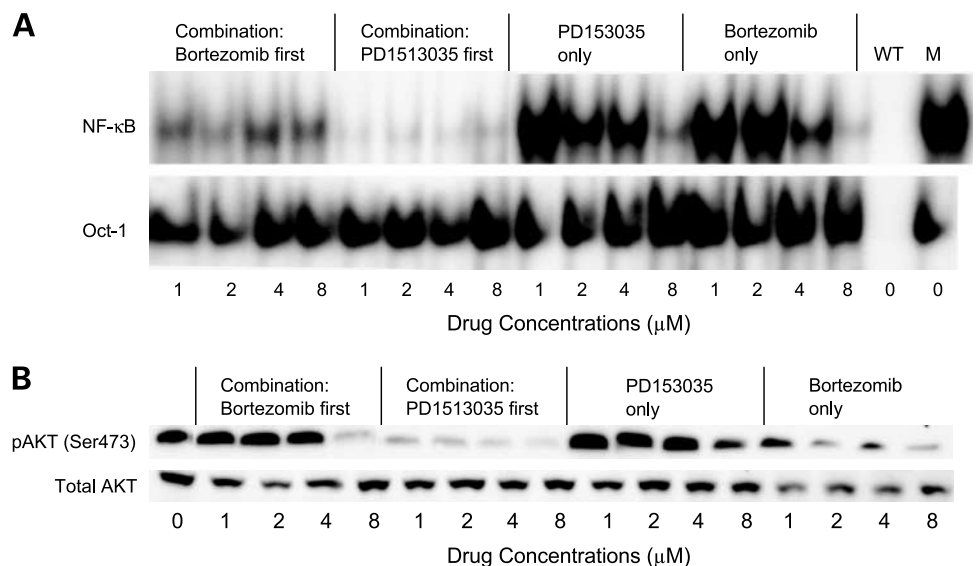 A
Combination:
Bortezomib first
Combination:
PD1513035 first
PD153035
only
Bortezomib
only
WT
M
NF-κB
Oct-1
1 2 4 8 1 2 4 8 1 2 4 8 1 2 4 8 0 0
Drug Concentrations (μM)
B
Combination:
Bortezomib first
Combination:
PD1513035 first
PD153035
only
Bortezomib
only
pAKT (Ser473)
Total AKT
0 1 2 4 8 1 2 4 8 1 2 4 8 1 2 4 8
Drug Concentrations (μM)